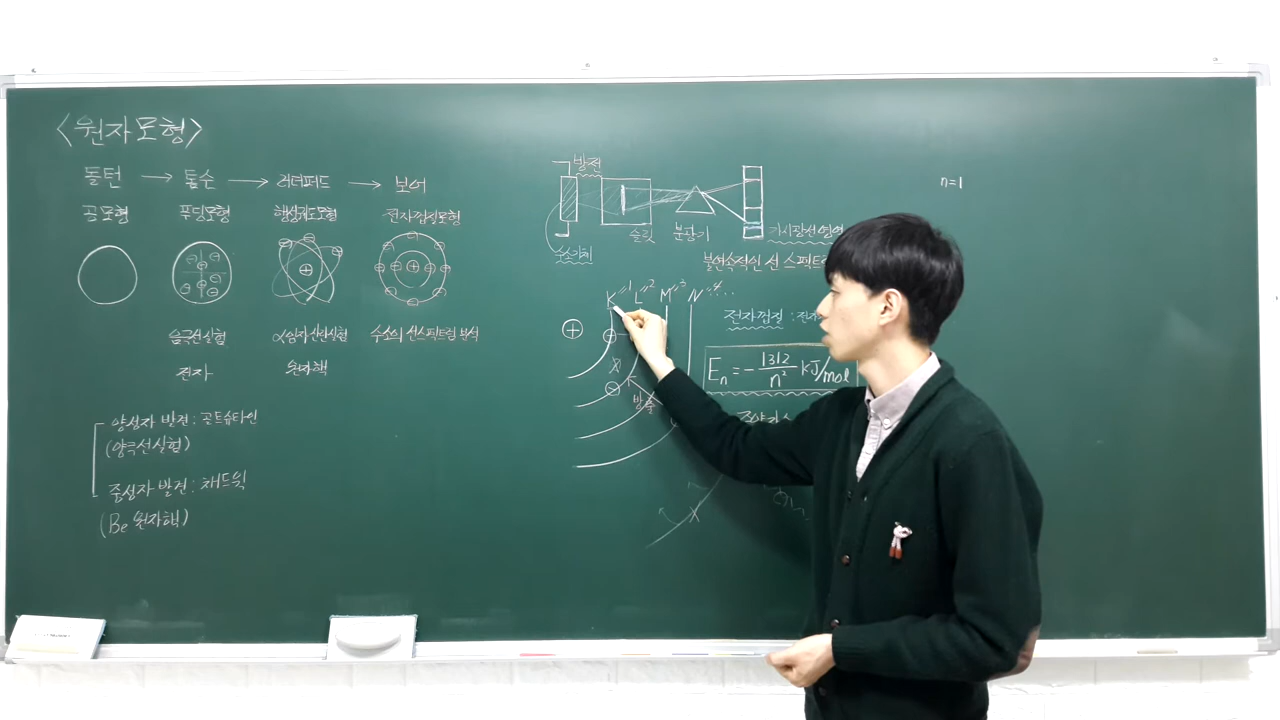 <원자모형>
돌턴 → 톰슨 → 러더퍼드 → 보어
공모형 푸딩모형 행성궤도모형 전자껍질모형
음극선실험 α입자산란실험 수소의 선스펙트럼 분석
전자 원자핵
양성자 발견 : 골트슈타인
(양극선실험)
중성자 발견 : 채드윅
(Be 원자핵)
방전
슬릿 분광기 가시광선영역
수소기체
불연속적인 선 스펙트럼
K"1 L"2 M"3 N"4 ....
전자껍질 :
En = - 1312/n² kJ/mol
방출
n=1